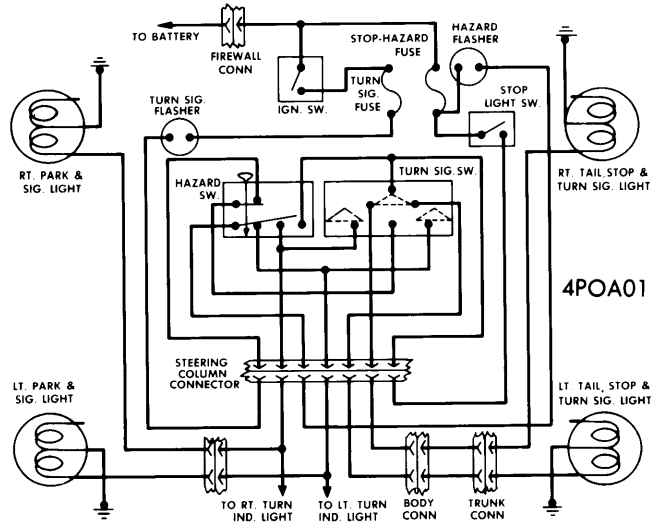 TO BATTERY
FIREWALL
CONN
STOP-HAZARD
FUSE
HAZARD
FLASHER
TURN SIG.
FLASHER
IGN. SW.
TURN
SIG.
FUSE
STOP
LIGHT SW.
RT. PARK &
SIG. LIGHT
HAZARD
SW.
TURN SIG. SW.
RT. TAIL, STOP &
TURN SIG. LIGHT
4POA01
STEERING
COLUMN
CONNECTOR
LT. PARK &
SIG. LIGHT
LT. TAIL, STOP &
TURN SIG. LIGHT
TO RT. TURN
IND. LIGHT
TO LT. TURN
IND. LIGHT
BODY
CONN
TRUNK
CONN